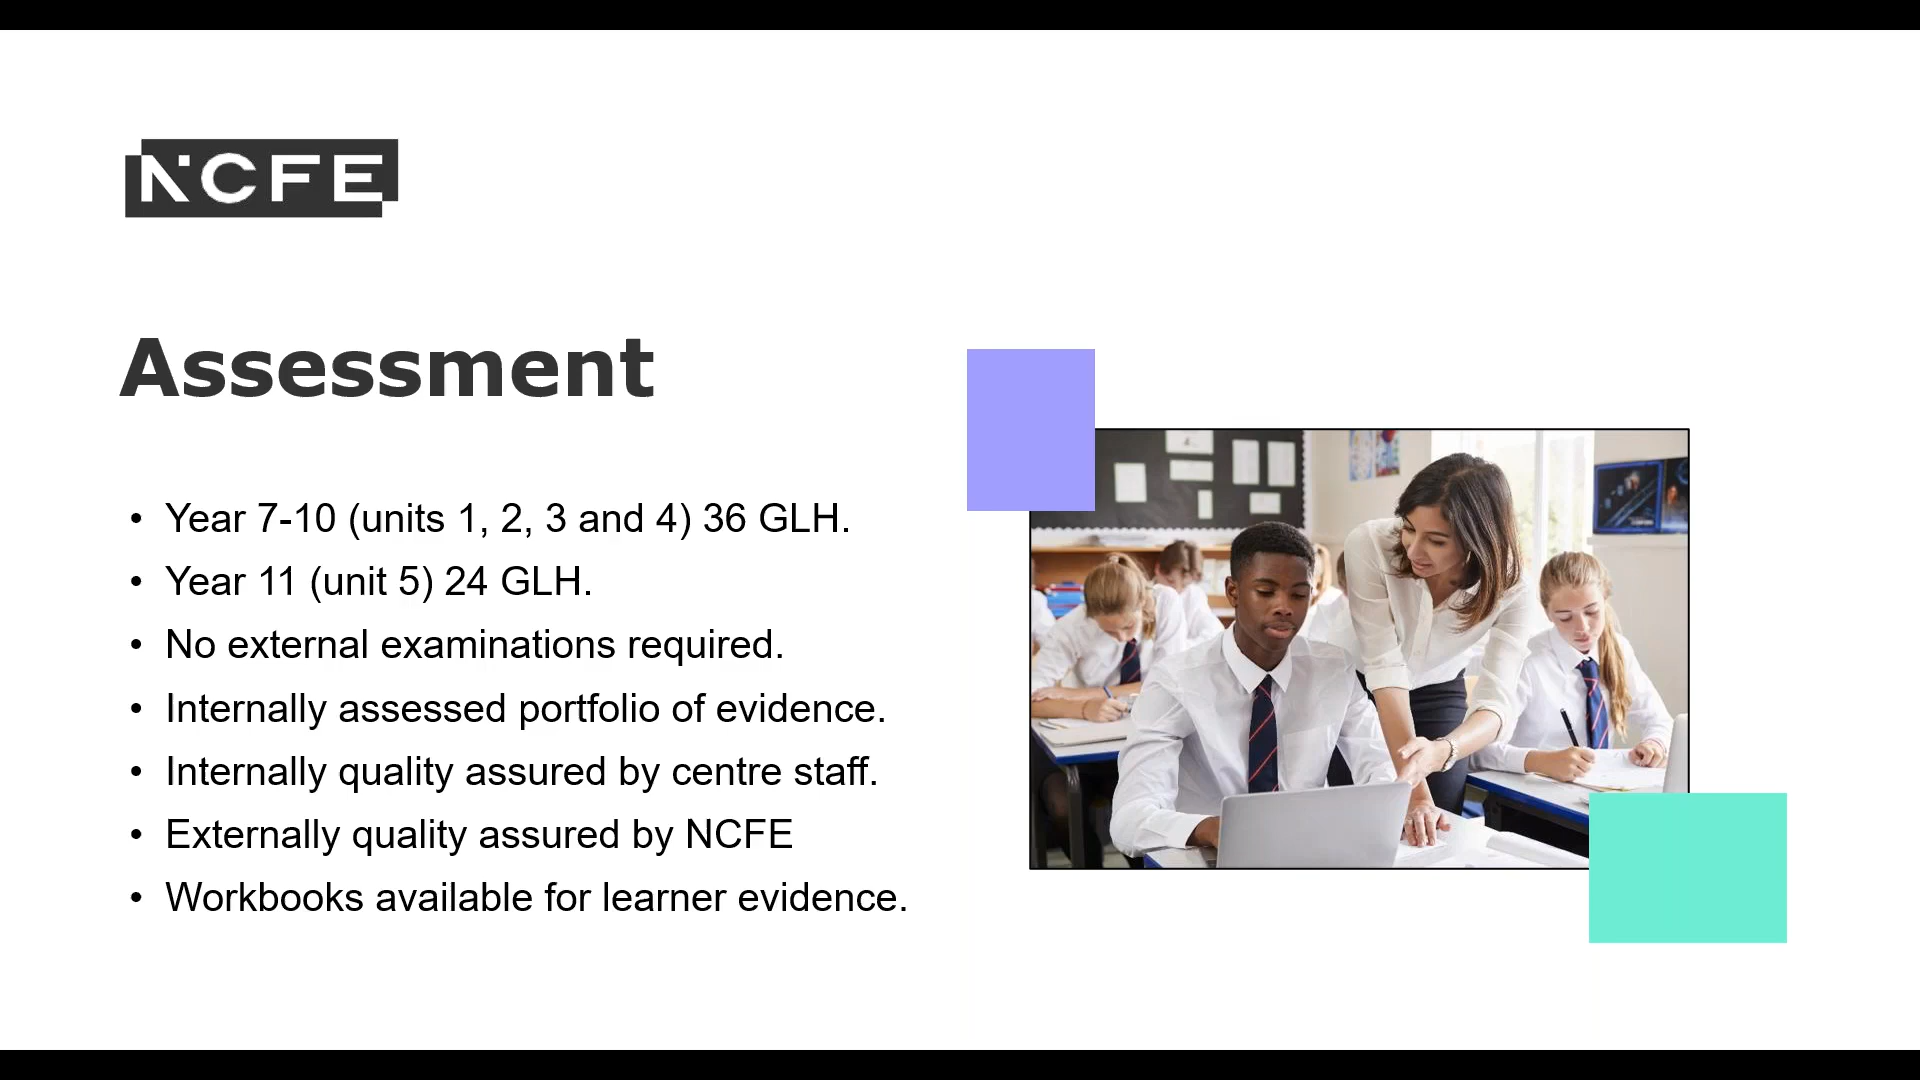 NCFE
Assessment
• Year 7-10 (units 1, 2, 3 and 4) 36 GLH.
• Year 11 (unit 5) 24 GLH.
• No external examinations required.
• Internally assessed portfolio of evidence.
• Internally quality assured by centre staff.
• Externally quality assured by NCFE
• Workbooks available for learner evidence.